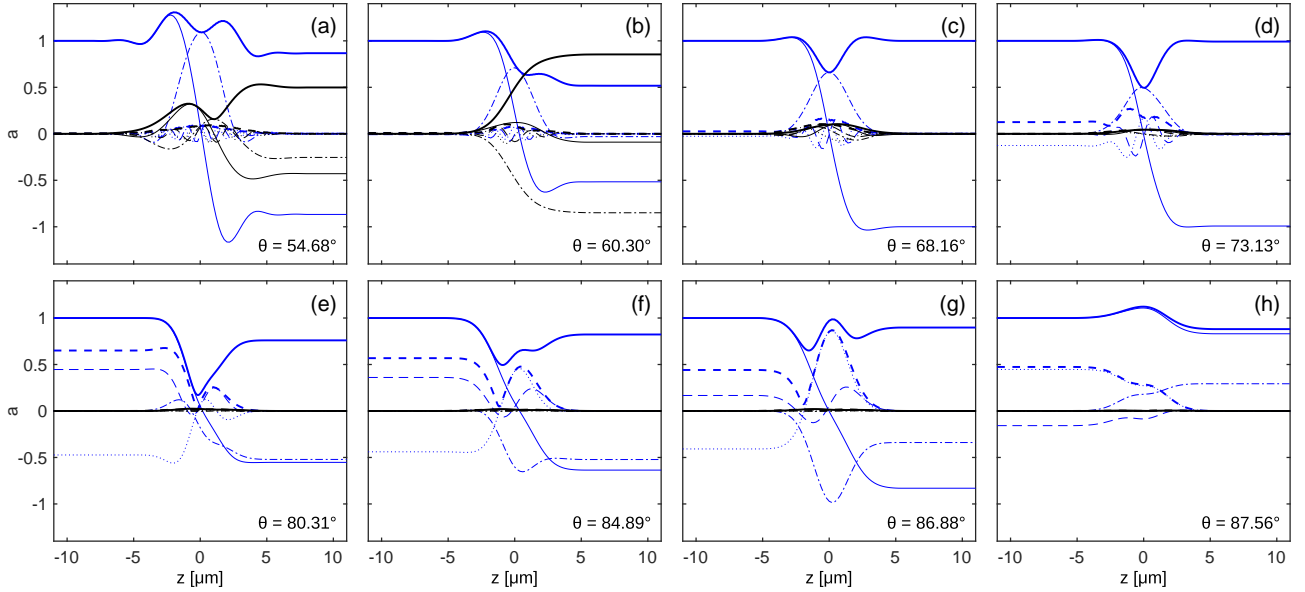 (a)
(b)
(c)
(d)
1
0.5
0
-0.5
-1
a
θ = 54.68°
θ = 60.30°
θ = 68.16°
θ = 73.13°
(e)
(f)
(g)
(h)
1
0.5
0
-0.5
-1
a
θ = 80.31°
θ = 84.89°
θ = 86.88°
θ = 87.56°
-10 -5 0 5 10
-10 -5 0 5 10
-10 -5 0 5 10
-10 -5 0 5 10
z [µm]
z [µm]
z [µm]
z [µm]